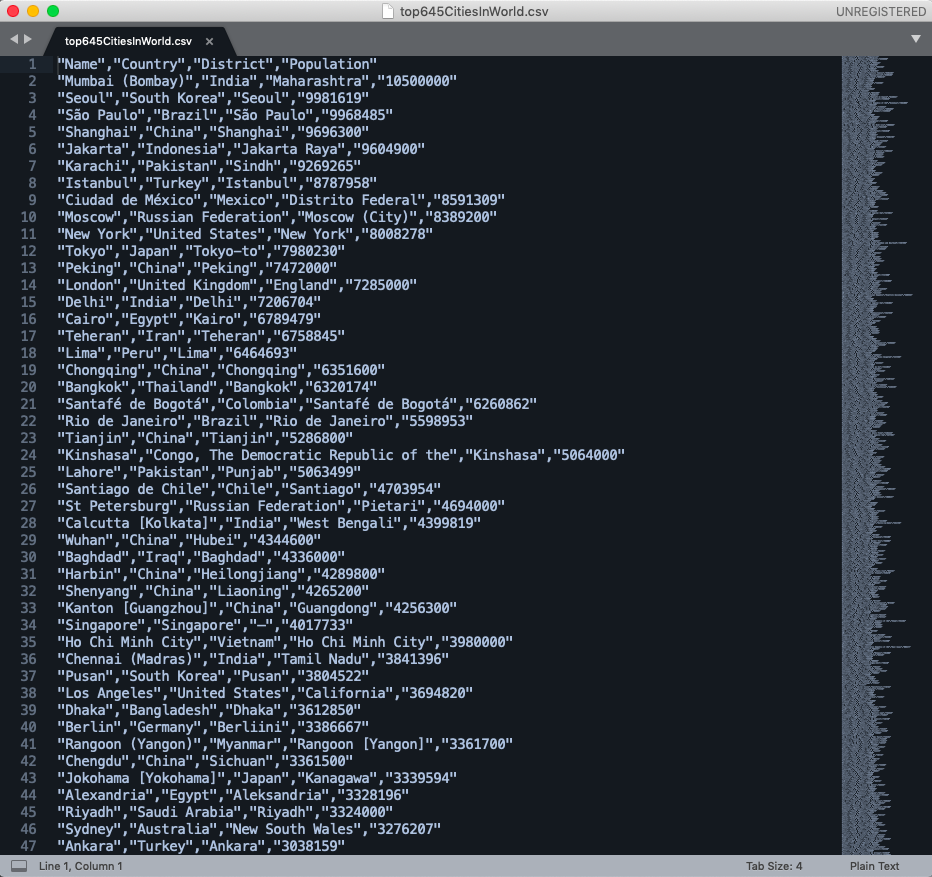 top645CitiesInWorld.csv
UNREGISTERED
top645CitiesInWorld.csv ×
1 "Name","Country","District","Population"
2 "Mumbai (Bombay)","India","Maharashtra","10500000"
3 "Seoul","South Korea","Seoul","9981619"
4 "São Paulo","Brazil","São Paulo","9968485"
5 "Shanghai","China","Shanghai","9696300"
6 "Jakarta","Indonesia","Jakarta Raya","9604900"
7 "Karachi","Pakistan","Sindh","9269265"
8 "Istanbul","Turkey","Istanbul","8787958"
9 "Ciudad de México","Mexico","Distrito Federal","8591309"
10 "Moscow","Russian Federation","Moscow (City)","8389200"
11 "New York","United States","New York","8008278"
12 "Tokyo","Japan","Tokyo-to","7980230"
13 "Peking","China","Peking","7472000"
14 "London","United Kingdom","England","7285000"
15 "Delhi","India","Delhi","7206704"
16 "Cairo","Egypt","Kairo","6789479"
17 "Teheran","Iran","Teheran","6758845"
18 "Lima","Peru","Lima","6464693"
19 "Chongqing","China","Chongqing","6351600"
20 "Bangkok","Thailand","Bangkok","6320174"
21 "Santafé de Bogotá","Colombia","Santafé de Bogotá","6260862"
22 "Rio de Janeiro","Brazil","Rio de Janeiro","5598953"
23 "Tianjin","China","Tianjin","5286800"
24 "Kinshasa","Congo, The Democratic Republic of the","Kinshasa","5064000"
25 "Lahore","Pakistan","Punjab","5063499"
26 "Santiago de Chile","Chile","Santiago","4703954"
27 "St Petersburg","Russian Federation","Pietari","4694000"
28 "Calcutta [Kolkata]","India","West Bengali","4399819"
29 "Wuhan","China","Hubei","4344600"
30 "Baghdad","Iraq","Baghdad","4336000"
31 "Harbin","China","Heilongjiang","4289800"
32 "Shenyang","China","Liaoning","4265200"
33 "Kanton [Guangzhou]","China","Guangdong","4256300"
34 "Singapore","Singapore","–","4017733"
35 "Ho Chi Minh City","Vietnam","Ho Chi Minh City","3980000"
36 "Chennai (Madras)","India","Tamil Nadu","3841396"
37 "Pusan","South Korea","Pusan","3804522"
38 "Los Angeles","United States","California","3694820"
39 "Dhaka","Bangladesh","Dhaka","3612850"
40 "Berlin","Germany","Berliini","3386667"
41 "Rangoon (Yangon)","Myanmar","Rangoon [Yangon]","3361700"
42 "Chengdu","China","Sichuan","3361500"
43 "Jokohama [Yokohama]","Japan","Kanagawa","3339594"
44 "Alexandria","Egypt","Aleksandria","3328196"
45 "Riyadh","Saudi Arabia","Riyadh","3324000"
46 "Sydney","Australia","New South Wales","3276207"
47 "Ankara","Turkey","Ankara","3038159"
Line 1, Column 1
Tab Size: 4
Plain Text